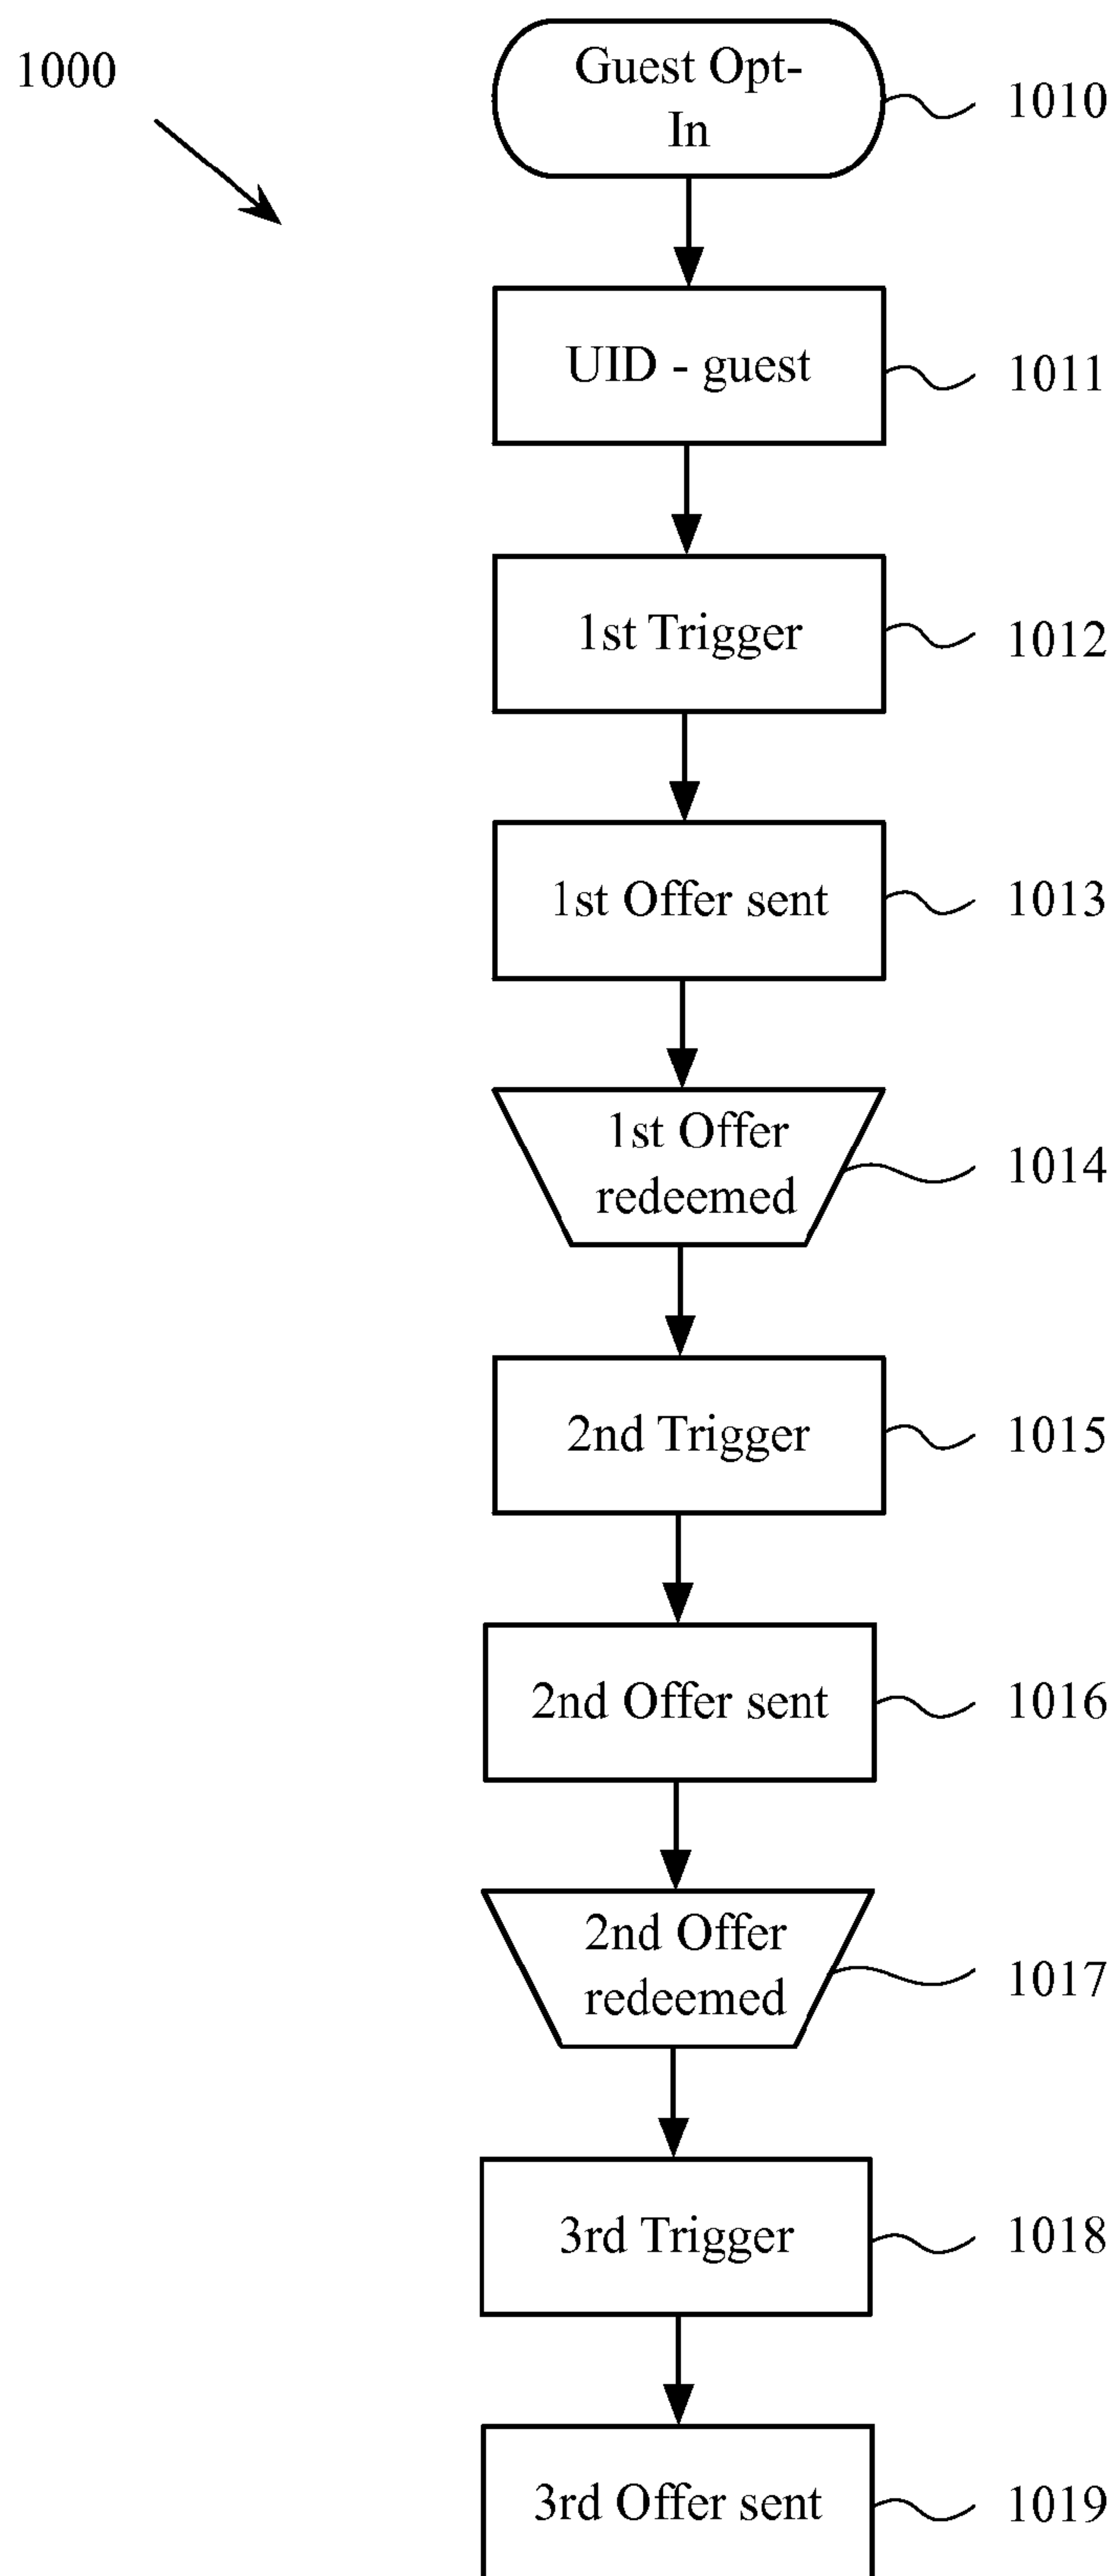 1000
Guest Opt-
In
1010
UID - guest
1011
1st Trigger
1012
1st Offer sent
1013
1st Offer
redeemed
1014
2nd Trigger
1015
2nd Offer sent
1016
2nd Offer
redeemed
1017
3rd Trigger
1018
3rd Offer sent
1019